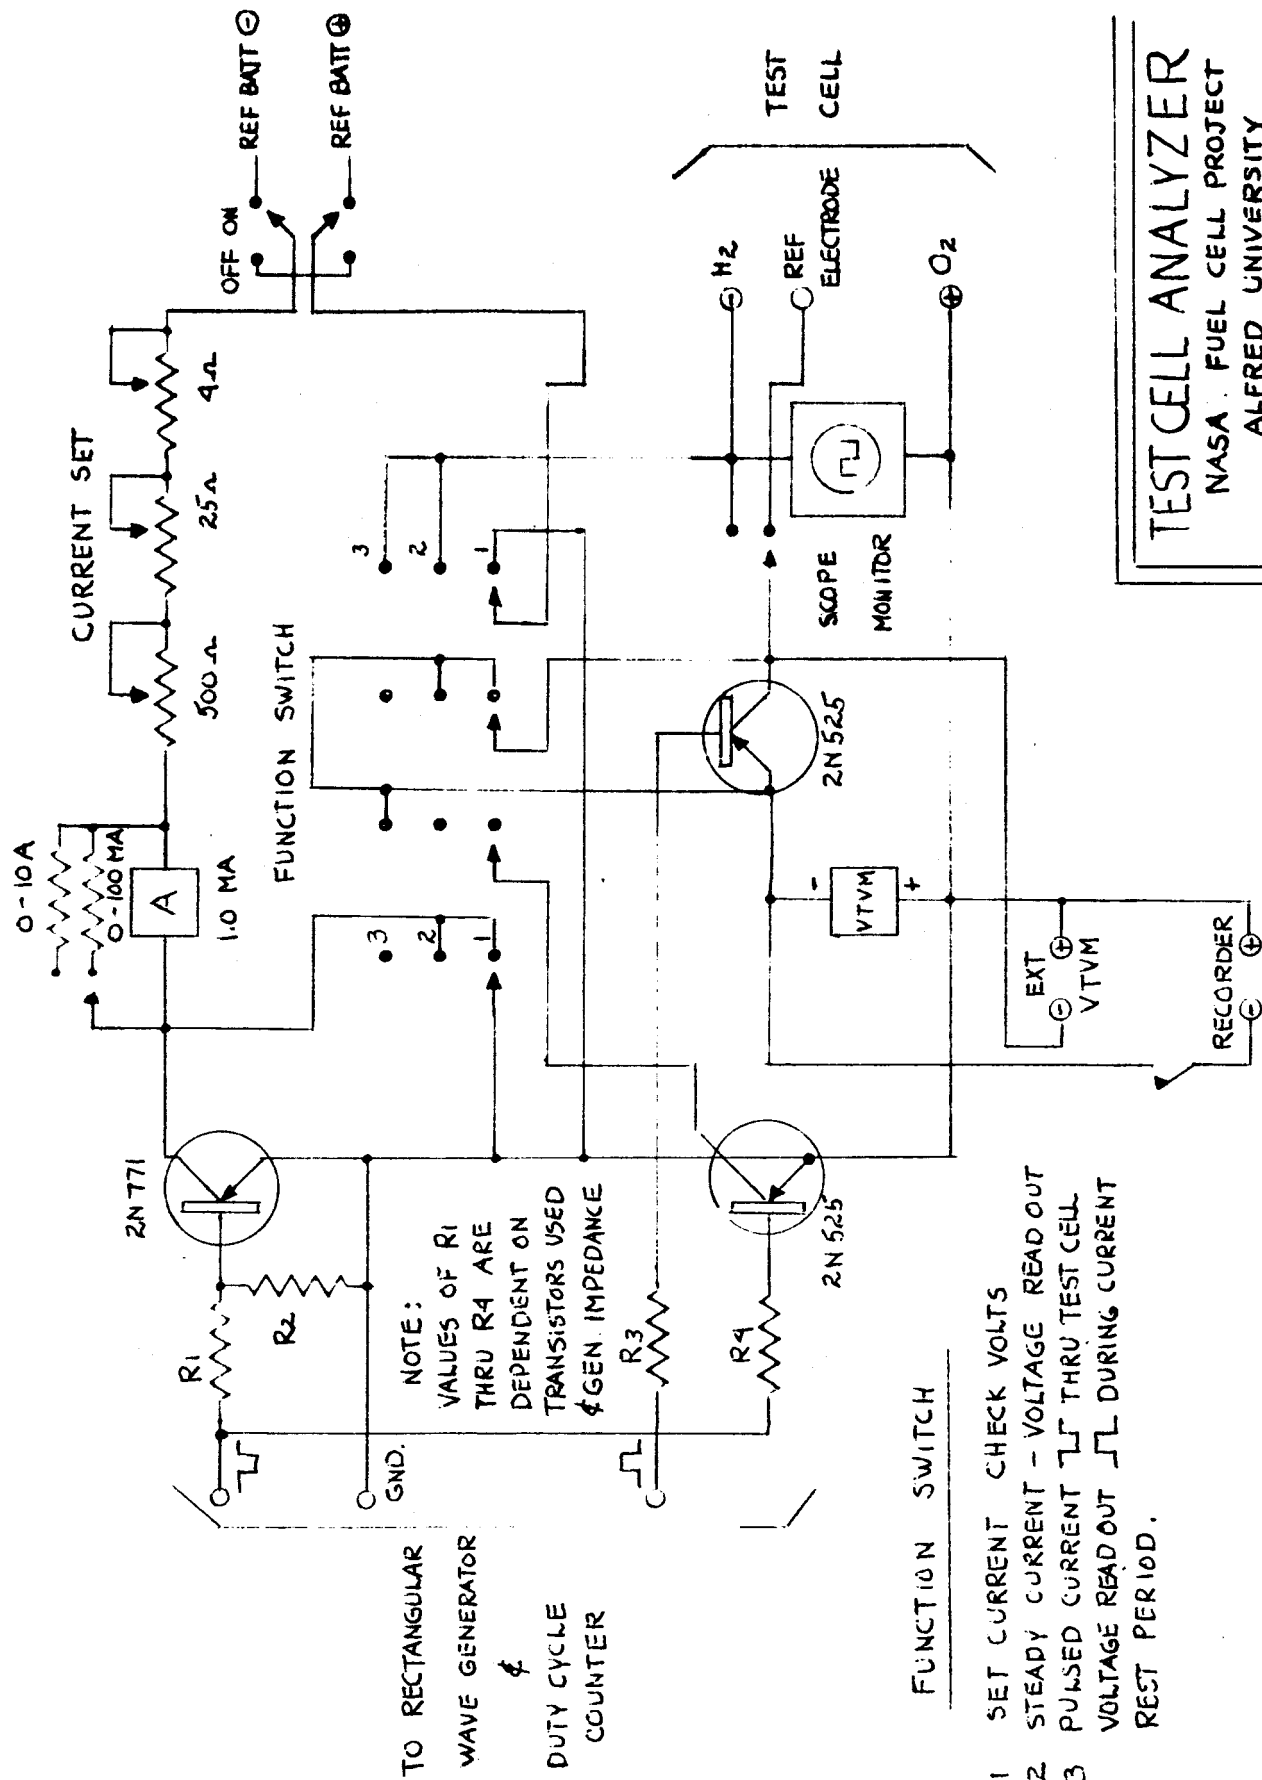 TO RECTANGULAR
WAVE GENERATOR
&
DUTY CYCLE
COUNTER
GND.
R1
R2
2N 771
NOTE:
VALUES OF R1
THRU R4 ARE
DEPENDENT ON
TRANSISTORS USED
& GEN. IMPEDANCE
R3
R4
2N 525
0-10A
0-100 MA
A
1.0 MA
CURRENT SET
500Ω
25Ω
4Ω
OFF ON
REF BATT -
REF BATT +
FUNCTION SWITCH
3
2
1
3
2
1
2N 525
- VTVM +
EXT
- +
VTVM
RECORDER
- +
SCOPE
MONITOR
- H2
REF
ELECTRODE
+ O2
TEST
CELL
FUNCTION SWITCH
1 SET CURRENT CHECK VOLTS
2 STEADY CURRENT - VOLTAGE READ OUT
3 PULSED CURRENT THRU TEST CELL
VOLTAGE READ OUT DURING CURRENT
REST PERIOD.
TEST CELL ANALYZER
NASA. FUEL CELL PROJECT
ALFRED UNIVERSITY